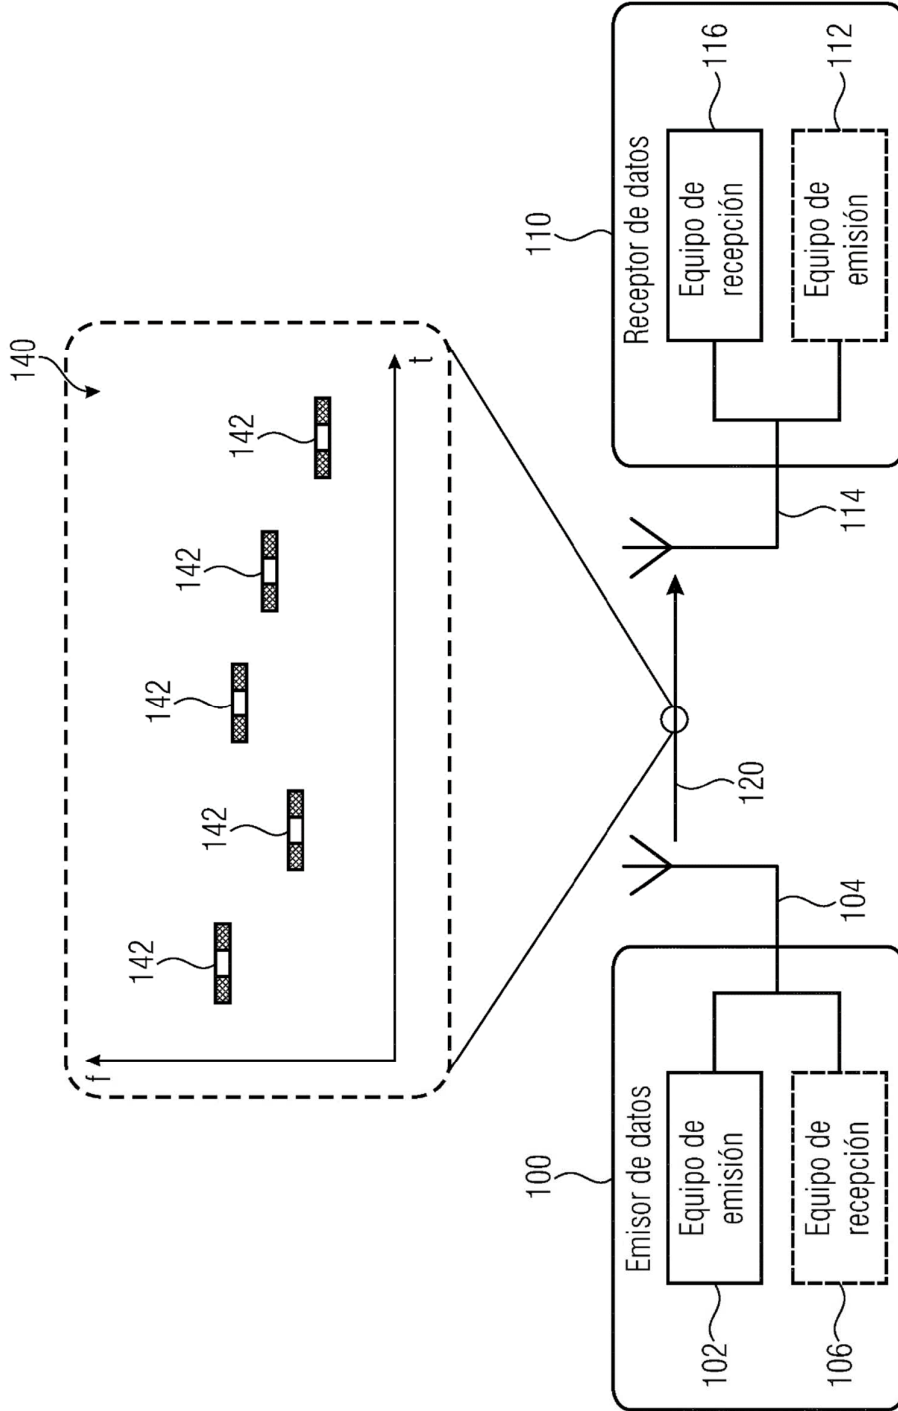 140
142
142
142
142
142
f
t
120
100
Emisor de datos
Equipo de
emisión
102
Equipo de
recepción
106
104
110
Receptor de datos
Equipo de
recepción
116
Equipo de
emisión
112
114